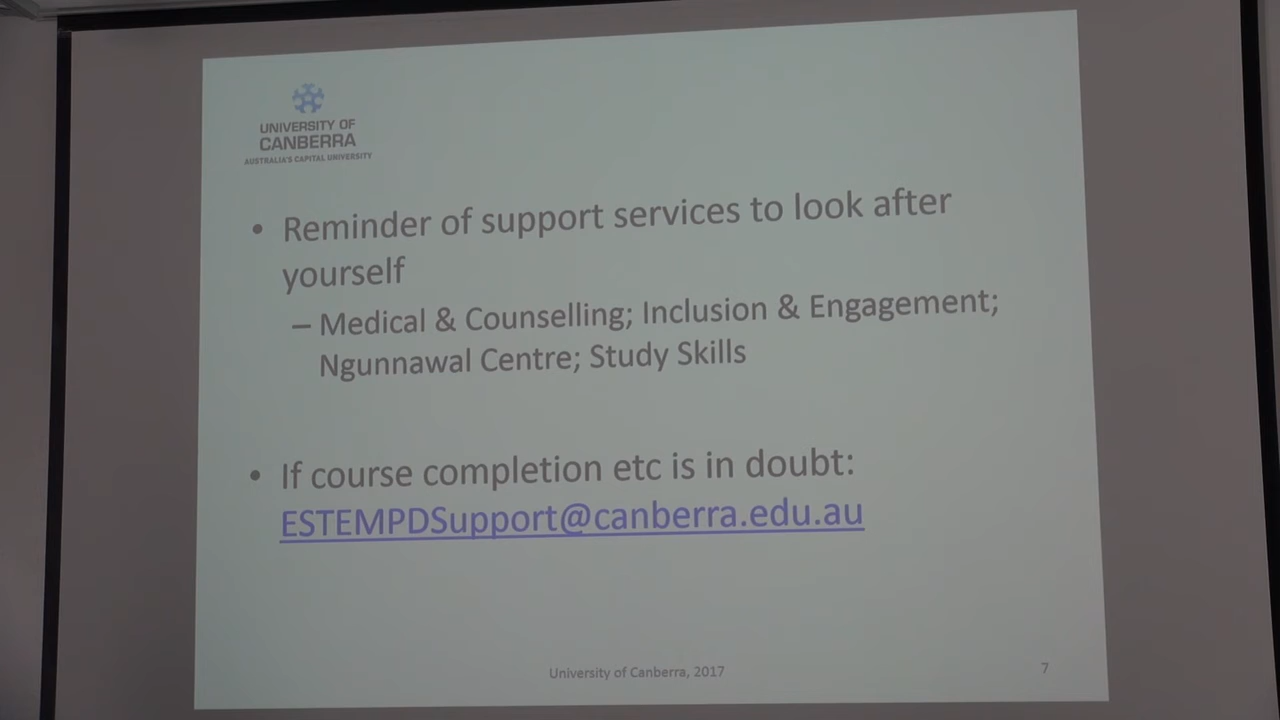 UNIVERSITY OF
CANBERRA
AUSTRALIA'S CAPITAL UNIVERSITY
• Reminder of support services to look after
yourself
– Medical & Counselling; Inclusion & Engagement;
Ngunnawal Centre; Study Skills
• If course completion etc is in doubt:
ESTEMPDSupport@canberra.edu.au
University of Canberra, 2017
7